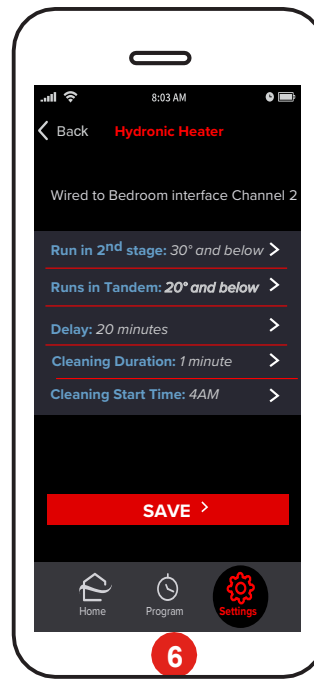 8:03 AM
Back Hydronic Heater
Wired to Bedroom interface Channel 2
Run in 2nd stage: 30° and below
Runs in Tandem: 20° and below
Delay: 20 minutes
Cleaning Duration: 1 minute
Cleaning Start Time: 4AM
SAVE
Home Program Settings
6